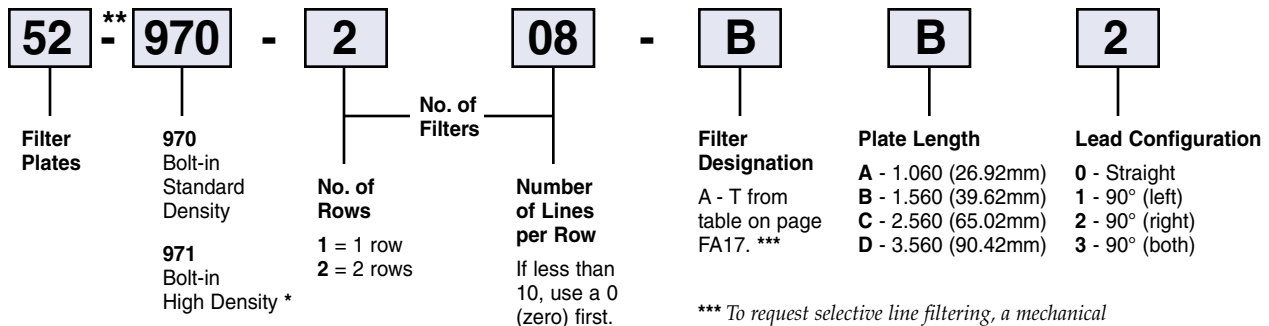 52 -** 970 - 2 08 - B B 2
No. of
Filters
Filter
Plates
970
Bolt-in
Standard
Density
971
Bolt-in
High Density *
No. of
Rows
1 = 1 row
2 = 2 rows
Number
of Lines
per Row
If less than
10, use a 0
(zero) first.
Filter
Designation
A - T from
table on page
FA17. ***
Plate Length
A - 1.060 (26.92mm)
B - 1.560 (39.62mm)
C - 2.560 (65.02mm)
D - 3.560 (90.42mm)
Lead Configuration
0 - Straight
1 - 90° (left)
2 - 90° (right)
3 - 90° (both)
*** To request selective line filtering, a mechanical